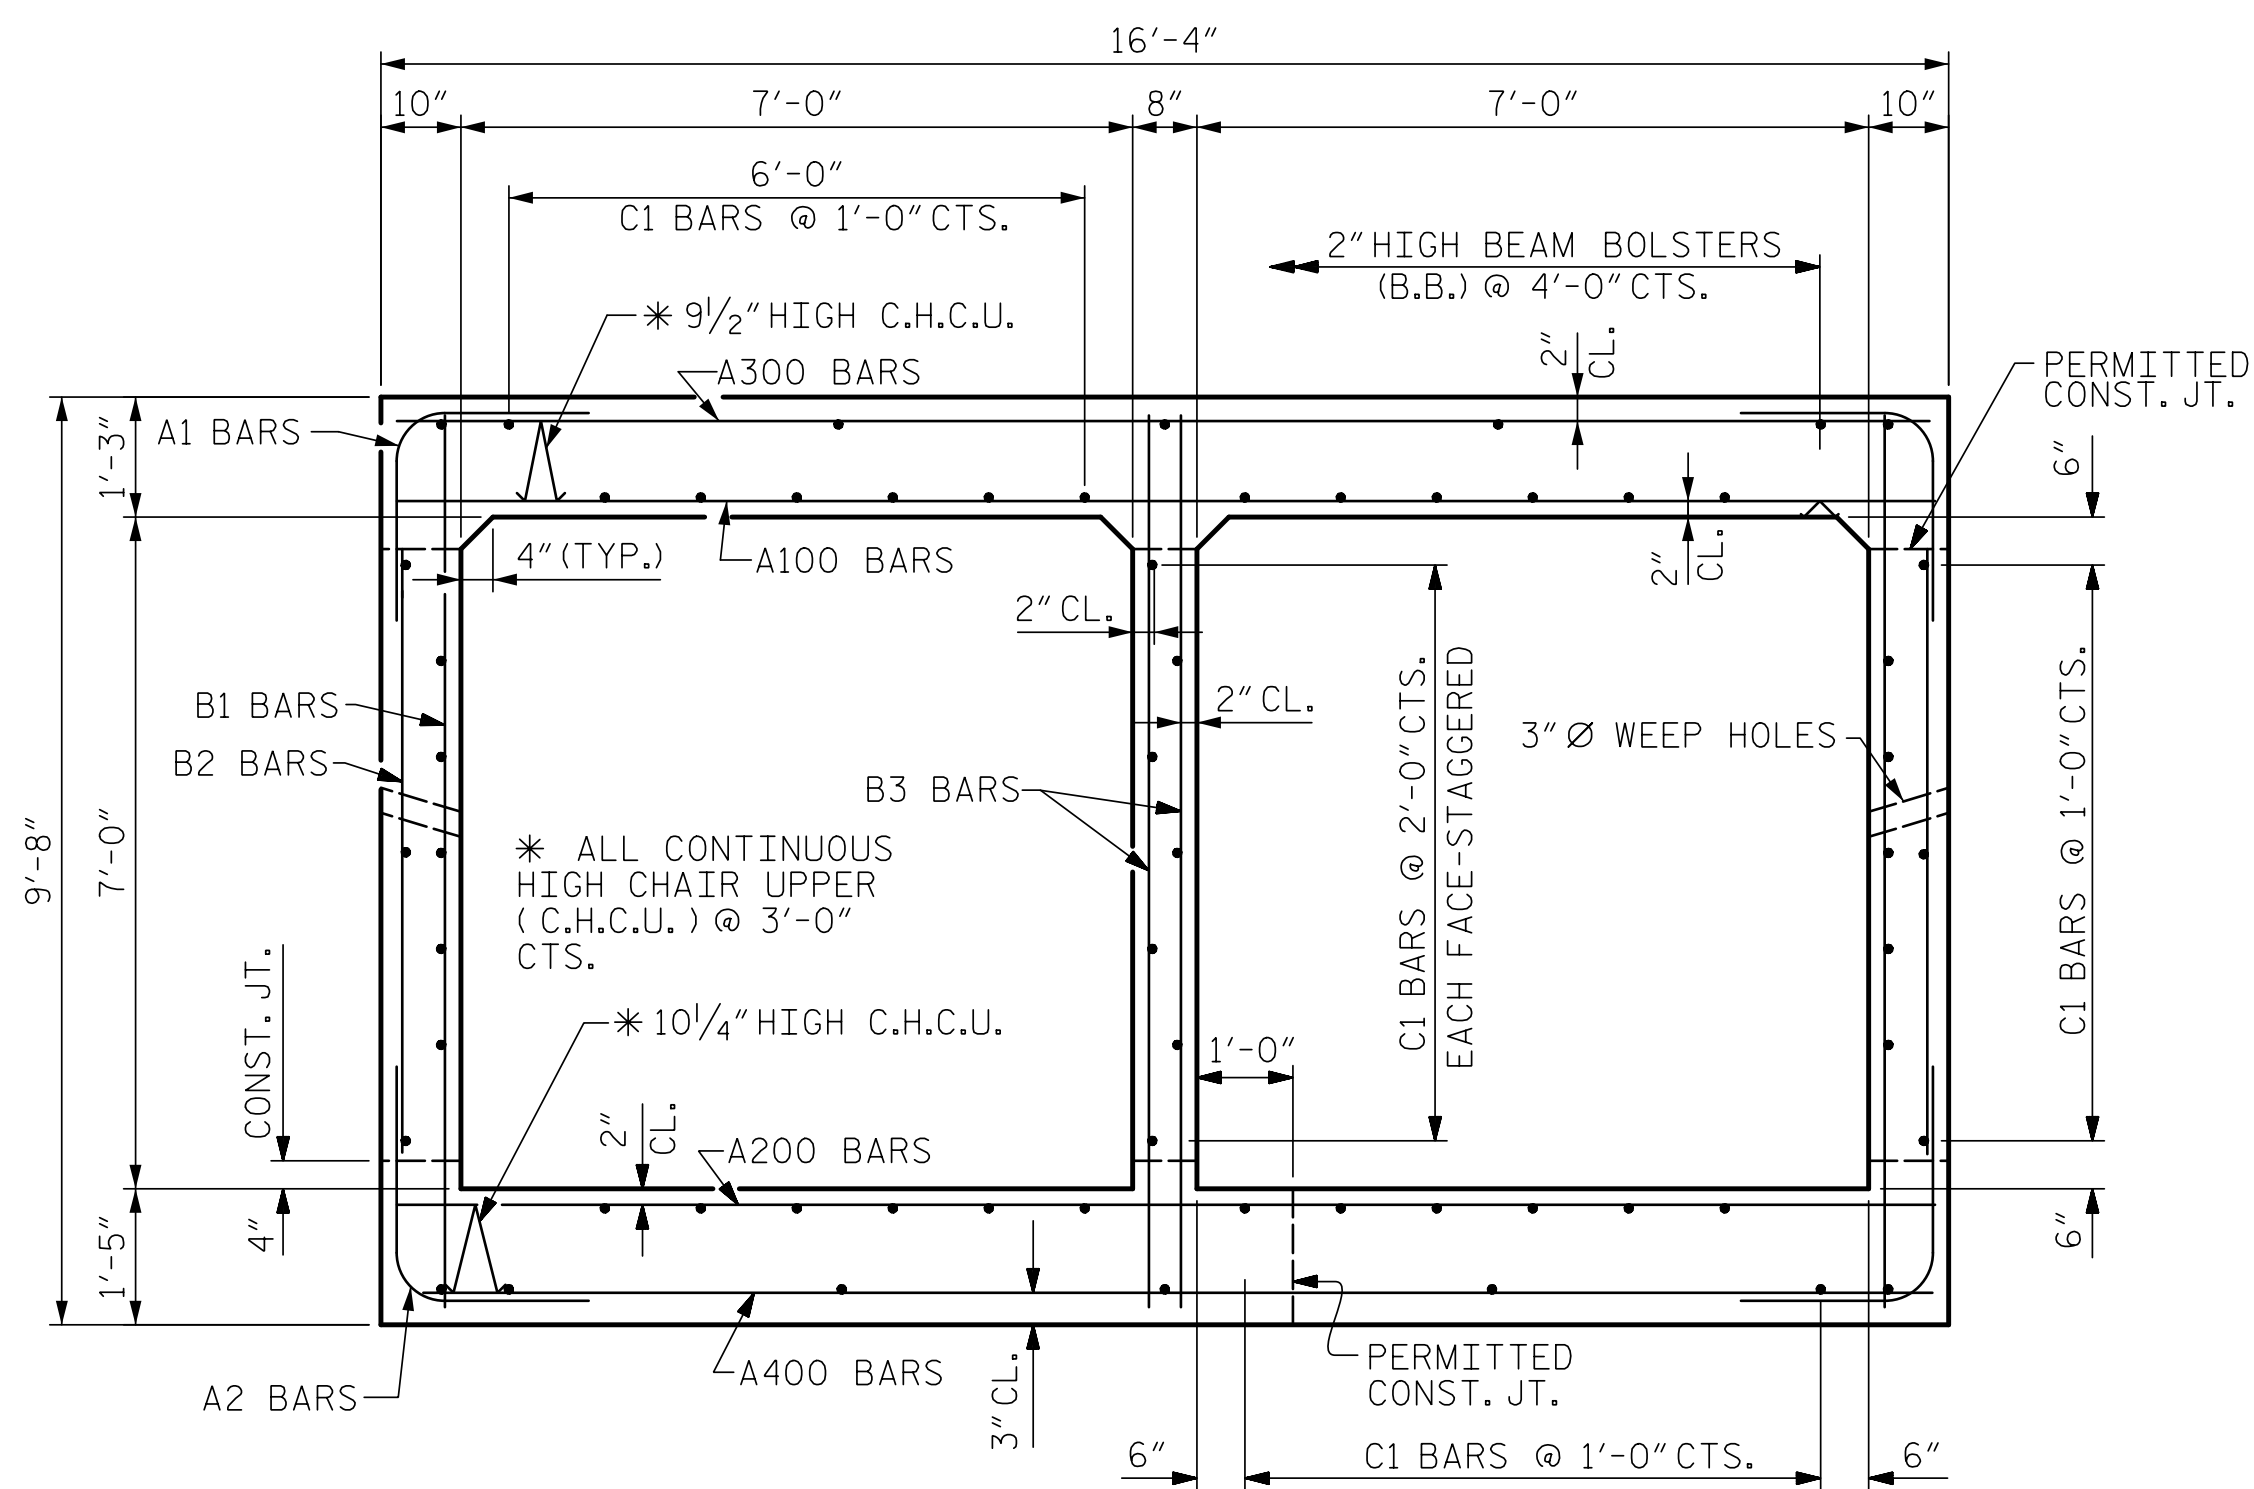 16'-4"
10"
7'-0"
8"
7'-0"
10"
6'-0"
C1 BARS @ 1'-0" CTS.
2" HIGH BEAM BOLSTERS
(B.B.) @ 4'-0" CTS.
* 9 1/2" HIGH C.H.C.U.
A300 BARS
2"
CL.
PERMITTED
CONST. JT.
A1 BARS
1'-3"
6"
4" (TYP.)
A100 BARS
2"
CL.
2" CL.
B1 BARS
2" CL.
B2 BARS
3" Ø WEEP HOLES
B3 BARS
C1 BARS @ 2'-0" CTS.
EACH FACE-STAGGERED
C1 BARS @ 1'-0" CTS.
9'-8"
7'-0"
* ALL CONTINUOUS
HIGH CHAIR UPPER
( C.H.C.U. ) @ 3'-0"
CTS.
CONST. JT.
* 10 1/4" HIGH C.H.C.U.
1'-0"
2"
CL.
A200 BARS
4"
6"
1'-5"
A400 BARS
3" CL.
PERMITTED
CONST. JT.
A2 BARS
6"
C1 BARS @ 1'-0" CTS.
6"